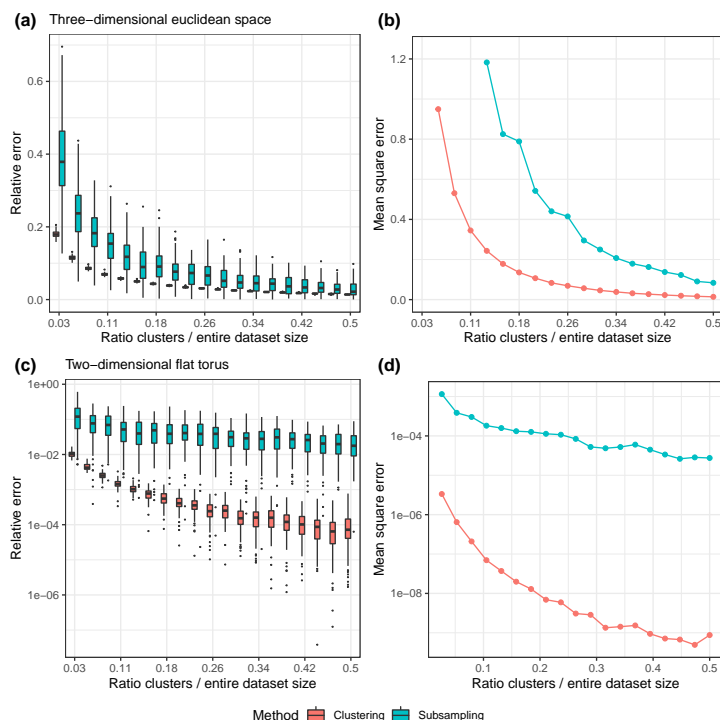 (a) Three−dimensional euclidean space
Relative error
0.6
0.4
0.2
0.0
0.03 0.11 0.18 0.26 0.34 0.42 0.5
Ratio clusters / entire dataset size
(b)
Mean square error
1.2
0.8
0.4
0.0
0.03 0.11 0.18 0.26 0.34 0.42 0.5
Ratio clusters / entire dataset size
(c) Two−dimensional flat torus
Relative error
1e+00
1e−02
1e−04
1e−06
0.03 0.11 0.18 0.26 0.34 0.42 0.5
Ratio clusters / entire dataset size
(d)
Mean square error
1e−04
1e−06
1e−08
0.1 0.2 0.3 0.4 0.5
Ratio clusters / entire dataset size
Method Clustering Subsampling